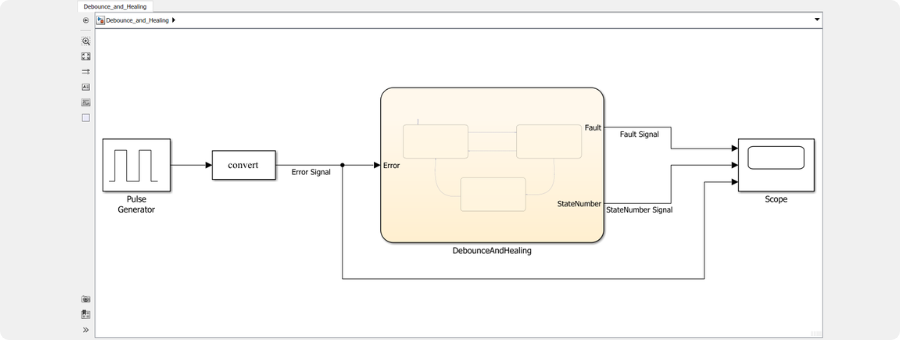 Debounce_and_Healing
Debounce_and_Healing
convert
Error Signal
Pulse
Generator
Error
Fault
StateNumber
DebounceAndHealing
Fault Signal
StateNumber Signal
Scope